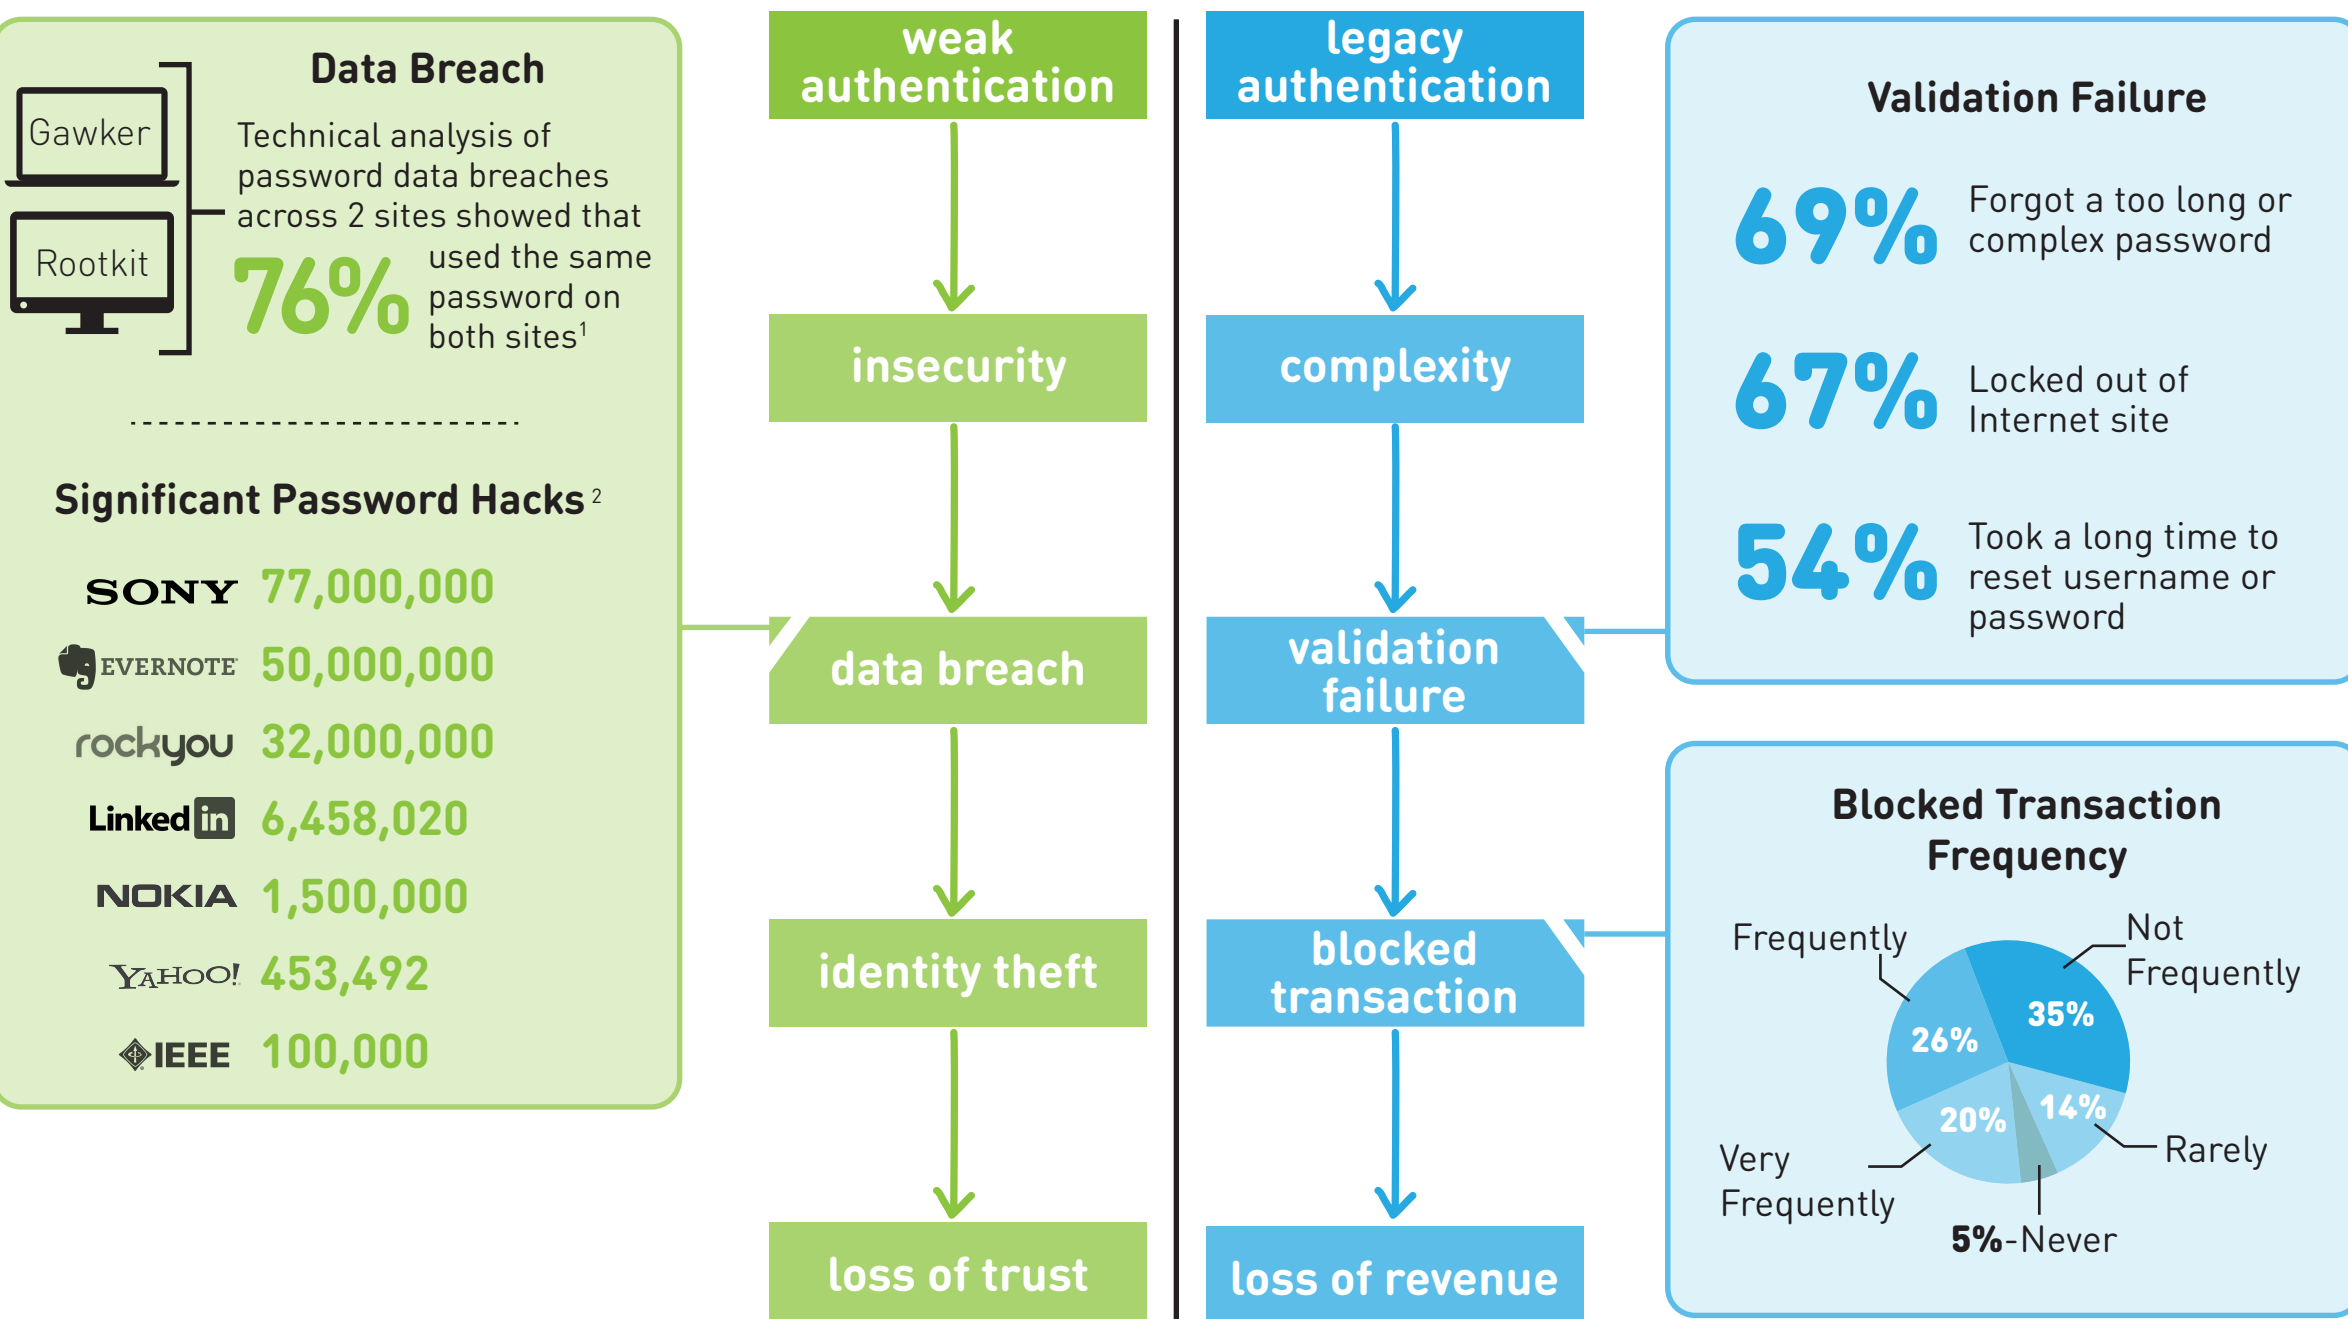 Data Breach
Gawker
Rootkit
Technical analysis of
password data breaches
across 2 sites showed that
76% used the same
password on
both sites¹
Significant Password Hacks ²
SONY 77,000,000
EVERNOTE 50,000,000
rockyou 32,000,000
Linked in 6,458,020
NOKIA 1,500,000
YAHOO! 453,492
IEEE 100,000
weak
authentication
insecurity
data breach
identity theft
loss of trust
legacy
authentication
complexity
validation
failure
blocked
transaction
loss of revenue
Validation Failure
69% Forgot a too long or
complex password
67% Locked out of
Internet site
54% Took a long time to
reset username or
password
Blocked Transaction
Frequency
Frequently
26%
Not
Frequently
35%
Very
Frequently
20%
14%
Rarely
5%-Never